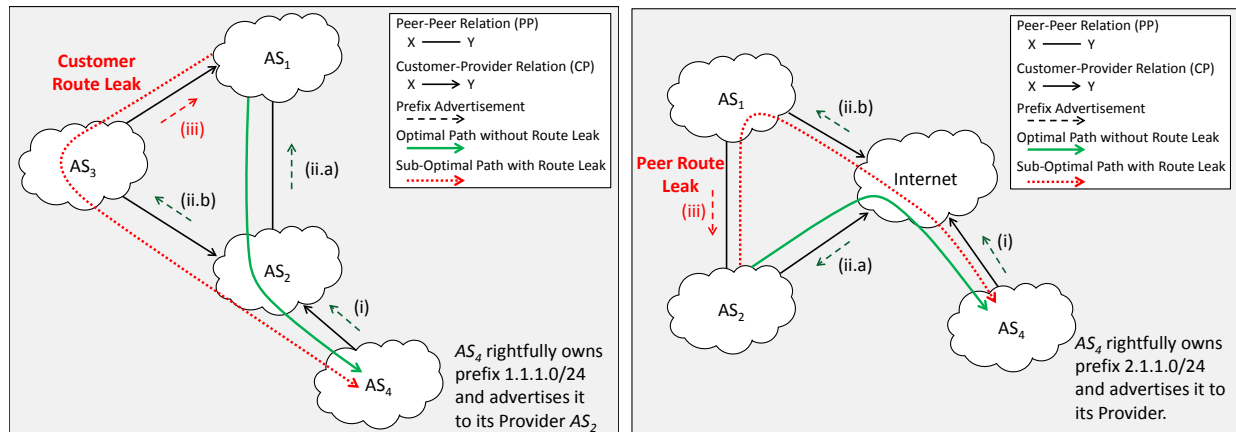 Peer-Peer Relation (PP)
X Y
Customer-Provider Relation (CP)
X Y
Prefix Advertisement
Optimal Path without Route Leak
Sub-Optimal Path with Route Leak
AS1
Customer
Route Leak
(iii)
AS3
(ii.a)
(ii.b)
AS2
(i)
AS4
AS4 rightfully owns
prefix 1.1.1.0/24
and advertises it
to its Provider AS2
Peer-Peer Relation (PP)
X Y
Customer-Provider Relation (CP)
X Y
Prefix Advertisement
Optimal Path without Route Leak
Sub-Optimal Path with Route Leak
AS1
(ii.b)
Peer Route
Leak
(iii)
Internet
(i)
(ii.a)
AS2
AS4
AS4 rightfully owns
prefix 2.1.1.0/24
and advertises it to
its Provider.